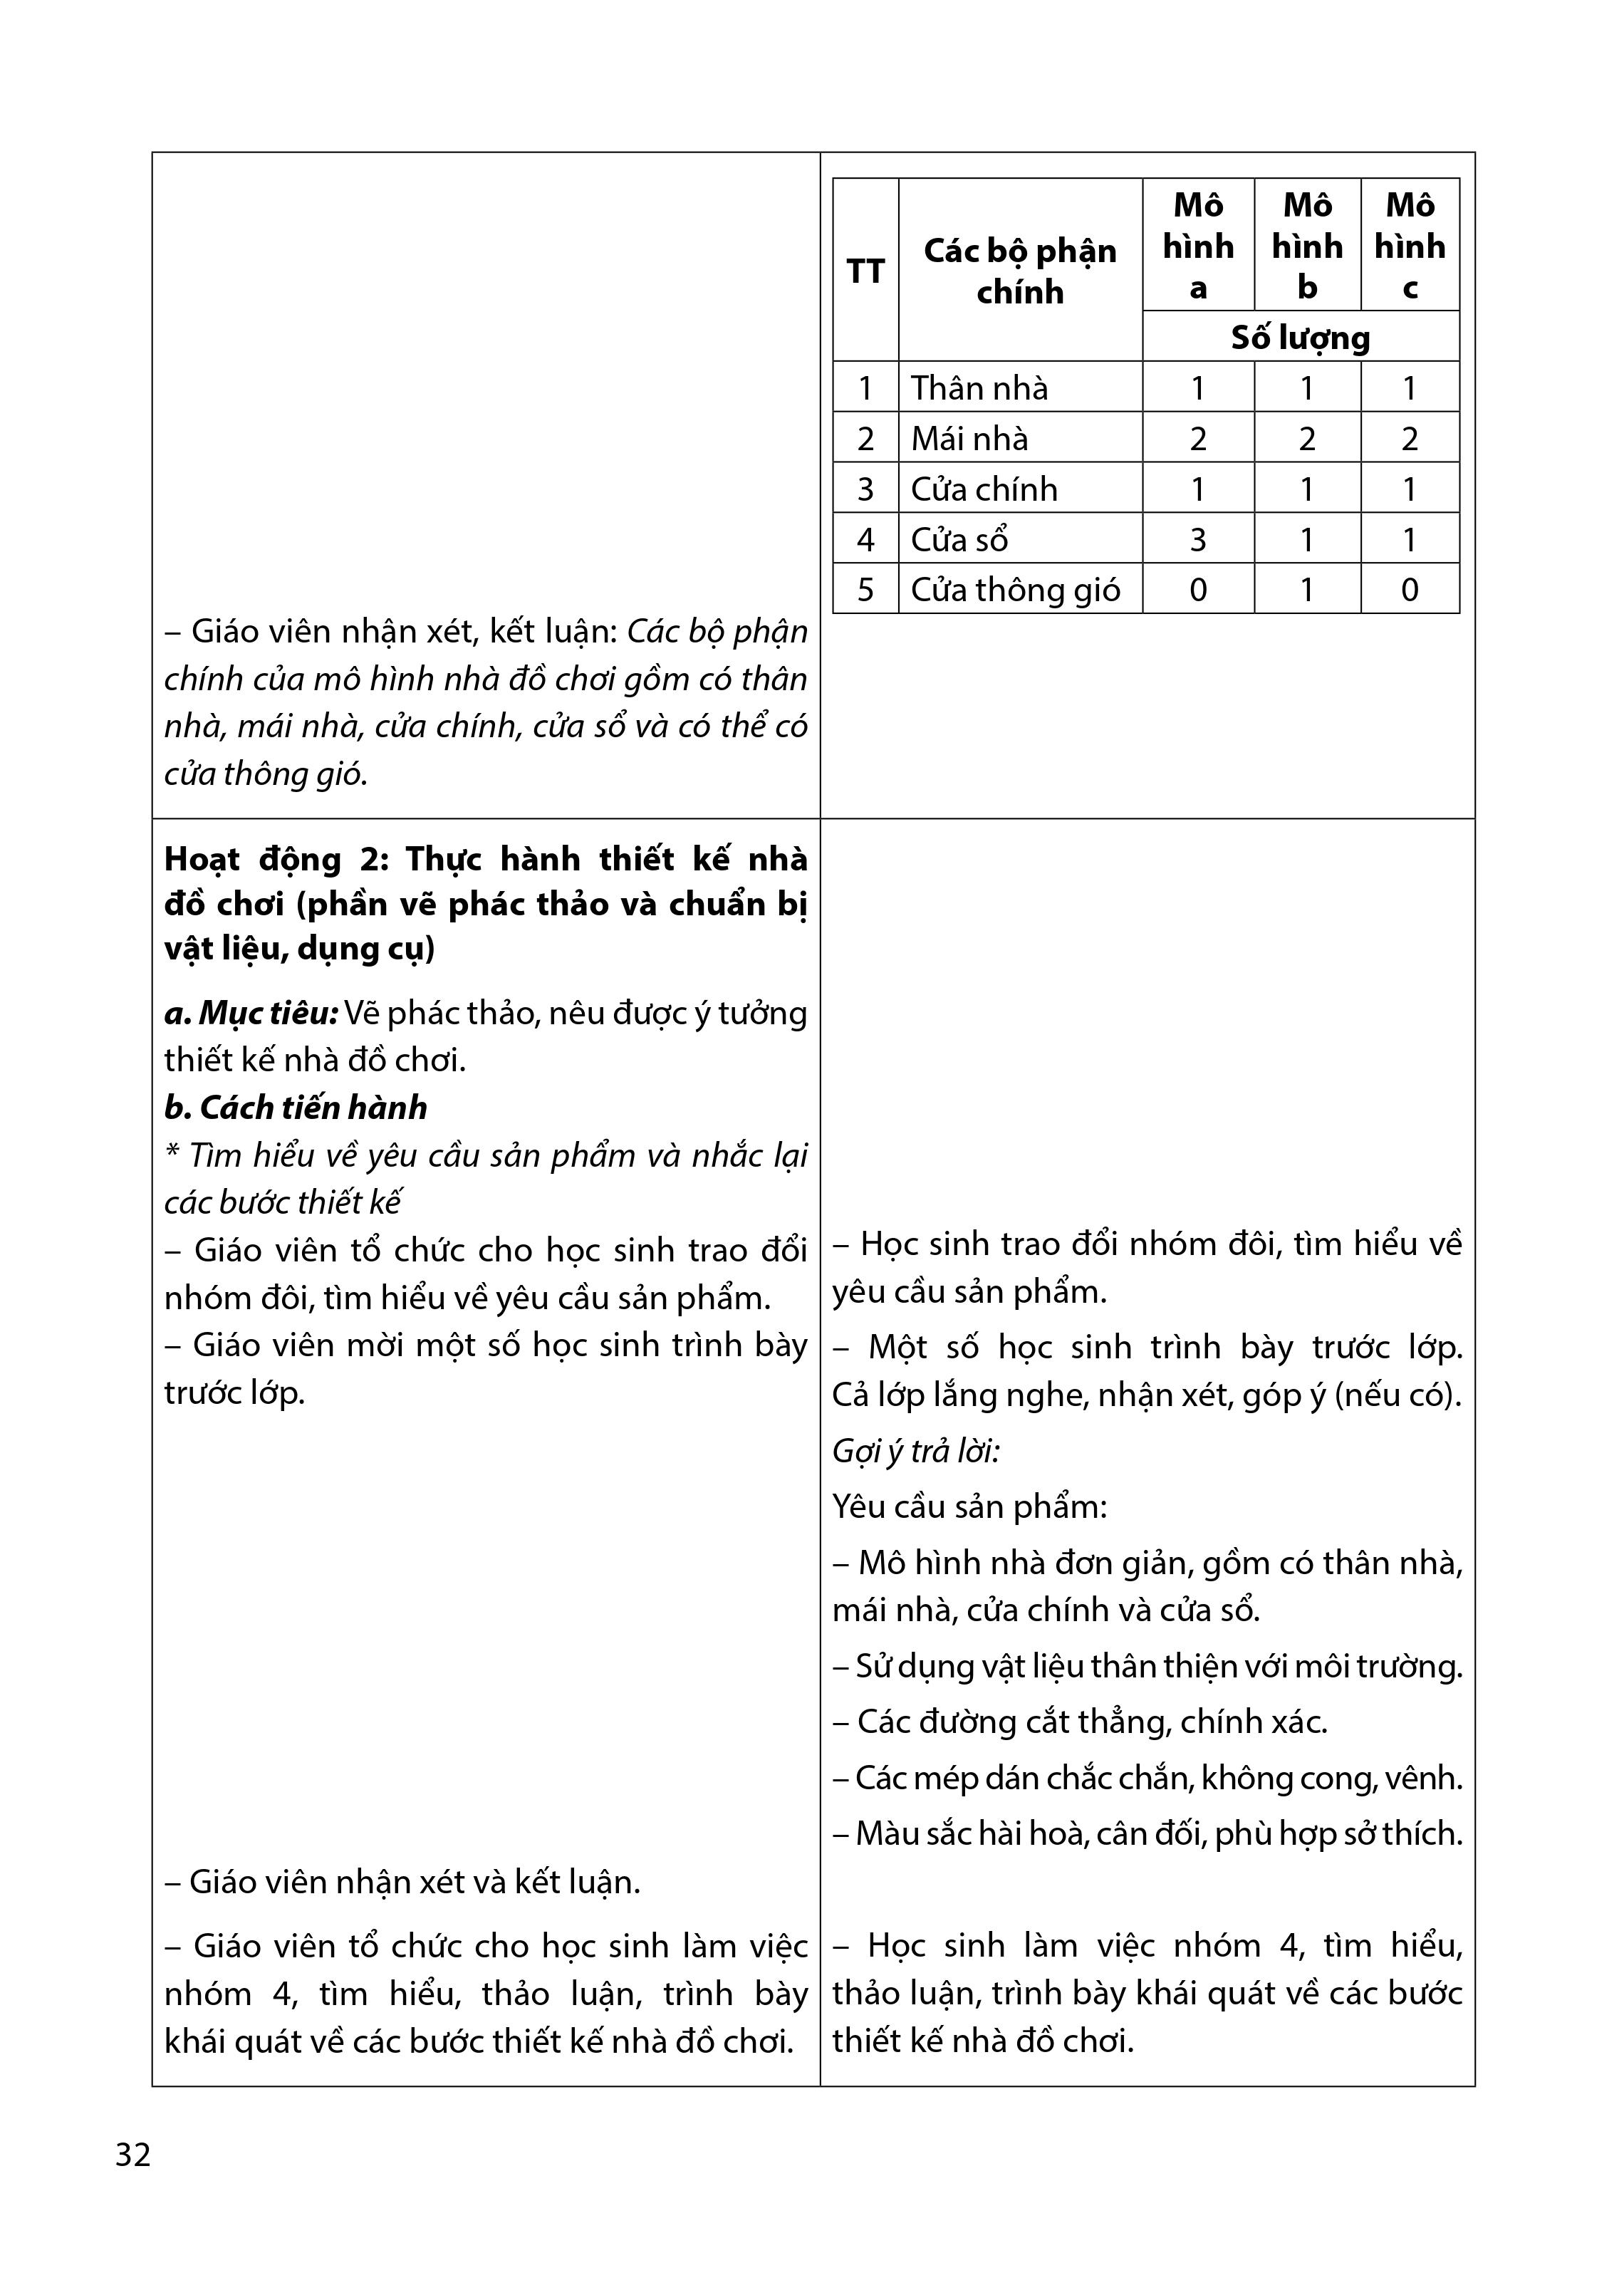 TT
Các bộ phận
chính
Mô
hình
a
Mô
hình
b
Mô
hình
c
Số lượng
1 Thân nhà 1 1 1
2 Mái nhà 2 2 2
3 Cửa chính 1 1 1
4 Cửa sổ 3 1 1
5 Cửa thông gió 0 1 0
– Giáo viên nhận xét, kết luận: Các bộ phận
chính của mô hình nhà đồ chơi gồm có thân
nhà, mái nhà, cửa chính, cửa sổ và có thể có
cửa thông gió.
Hoạt động 2: Thực hành thiết kế nhà
đồ chơi (phần vẽ phác thảo và chuẩn bị
vật liệu, dụng cụ)
a. Mục tiêu: Vẽ phác thảo, nêu được ý tưởng
thiết kế nhà đồ chơi.
b. Cách tiến hành
* Tìm hiểu về yêu cầu sản phẩm và nhắc lại
các bước thiết kế
– Giáo viên tổ chức cho học sinh trao đổi
nhóm đôi, tìm hiểu về yêu cầu sản phẩm.
– Giáo viên mời một số học sinh trình bày
trước lớp.
– Giáo viên nhận xét và kết luận.
– Giáo viên tổ chức cho học sinh làm việc
nhóm 4, tìm hiểu, thảo luận, trình bày
khái quát về các bước thiết kế nhà đồ chơi.
– Học sinh trao đổi nhóm đôi, tìm hiểu về
yêu cầu sản phẩm.
– Một số học sinh trình bày trước lớp.
Cả lớp lắng nghe, nhận xét, góp ý (nếu có).
Gợi ý trả lời:
Yêu cầu sản phẩm:
– Mô hình nhà đơn giản, gồm có thân nhà,
mái nhà, cửa chính và cửa sổ.
– Sử dụng vật liệu thân thiện với môi trường.
– Các đường cắt thẳng, chính xác.
– Các mép dán chắc chắn, không cong, vênh.
– Màu sắc hài hoà, cân đối, phù hợp sở thích.
– Học sinh làm việc nhóm 4, tìm hiểu,
thảo luận, trình bày khái quát về các bước
thiết kế nhà đồ chơi.
32